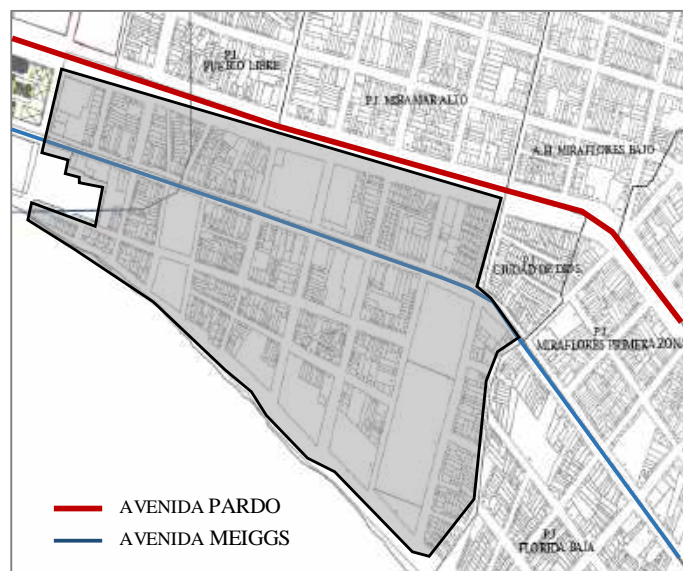 P.J.
PUEBLO LIBRE
P.J. MIRAMAR ALTO
A.H. MIRAFLORES BAJO
P.J.
CIUDAD DE DIOS
P.J.
MIRAFLORES PRIMERA ZONA
AVENIDA PARDO
AVENIDA MEIGGS
P.J.
FLORIDA BAJA